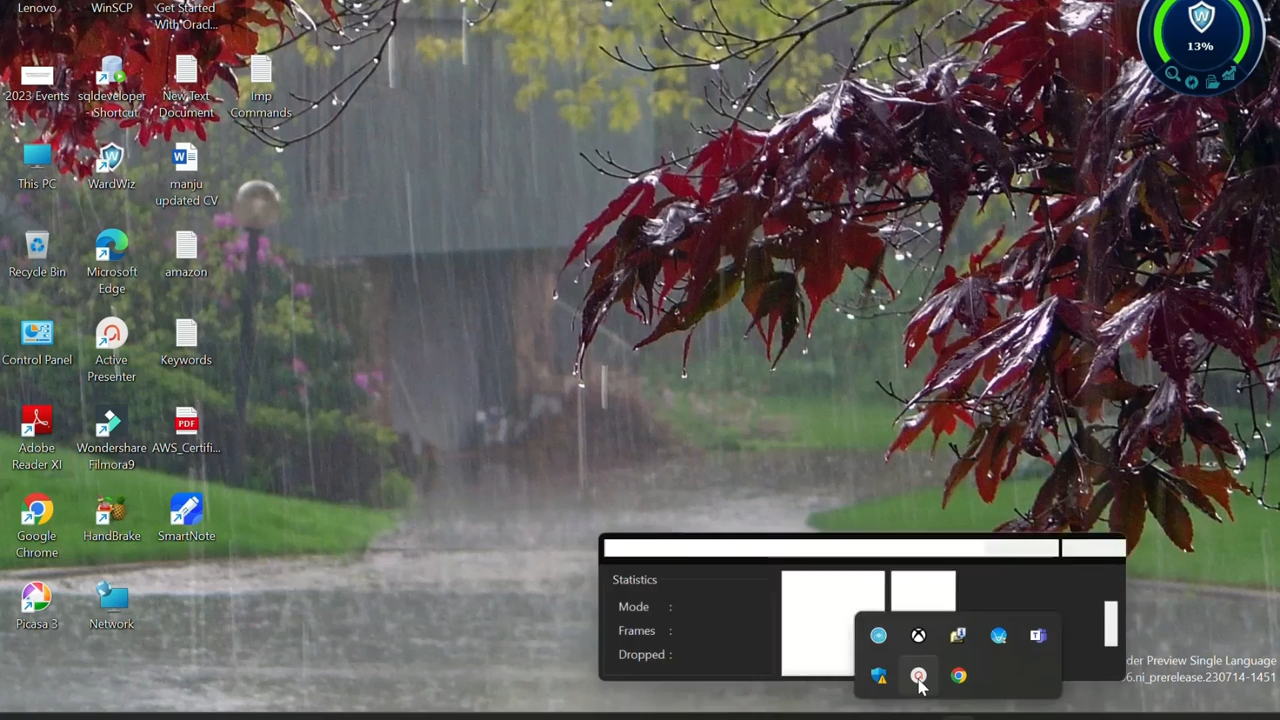 Lenovo
WinSCP
Get Started
With Oracl...
2023 Events
sqldeveloper
- Shortcut
New Text
Document
Imp
Commands
This PC
WardWiz
manju
updated CV
Recycle Bin
Microsoft
Edge
amazon
Control Panel
Active
Presenter
Keywords
Adobe
Reader XI
Wondershare
Filmora9
PDF
AWS_Certifi...
Google
Chrome
HandBrake
SmartNote
Picasa 3
Network
W
13%
Statistics
Mode :
Frames :
Dropped :
der Preview Single Language
6.ni_prerelease.230714-1451